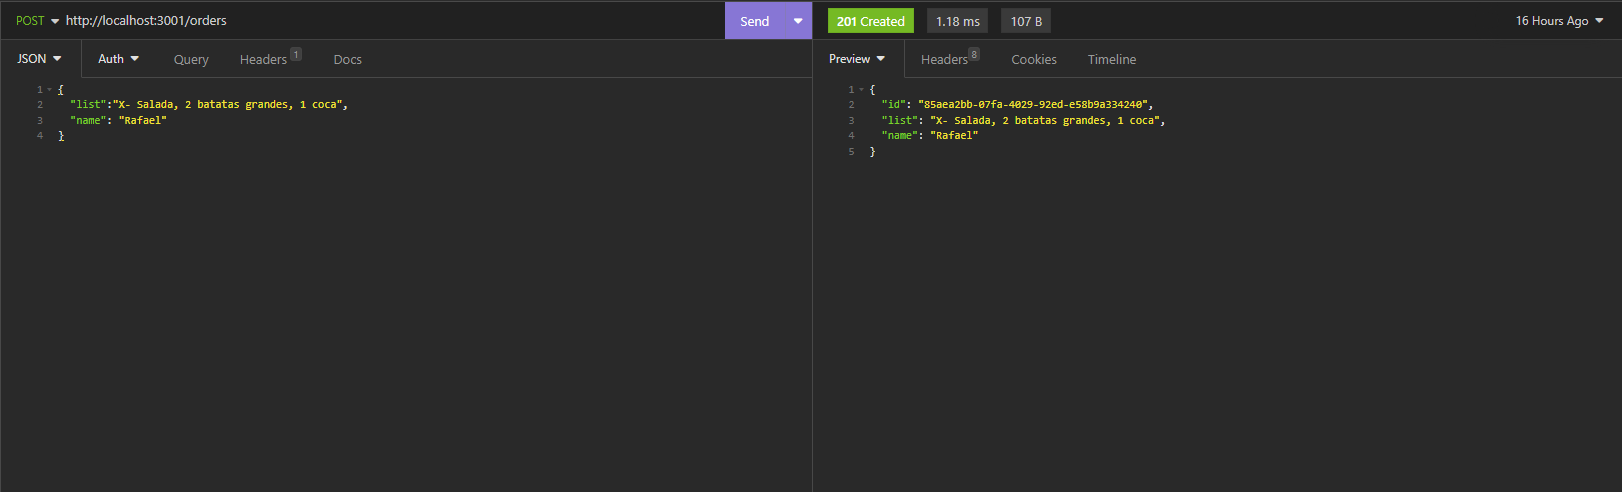 POST http://localhost:3001/orders Send
JSON Auth Query Headers 1 Docs
1 {
2 "list":"X- Salada, 2 batatas grandes, 1 coca",
3 "name": "Rafael"
4 }
201 Created 1.18 ms 107 B 16 Hours Ago
Preview Headers 8 Cookies Timeline
1 {
2 "id": "85aea2bb-07fa-4029-92ed-e58b9a334240",
3 "list": "X- Salada, 2 batatas grandes, 1 coca",
4 "name": "Rafael"
5 }